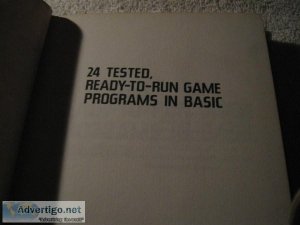 24 TESTED,
READY-TO-RUN GAME
PROGRAMS IN BASIC
Advertigo.net